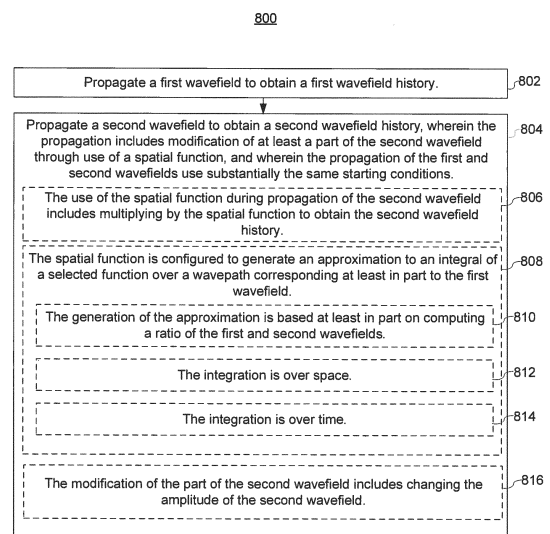 800
Propagate a first wavefield to obtain a first wavefield history.
802
Propagate a second wavefield to obtain a second wavefield history, wherein the
propagation includes modification of at least a part of the second wavefield
through use of a spatial function, and wherein the propagation of the first and
second wavefields use substantially the same starting conditions.
804
The use of the spatial function during propagation of the second wavefield
includes multiplying by the spatial function to obtain the second wavefield
history.
806
The spatial function is configured to generate an approximation to an integral of
a selected function over a wavepath corresponding at least in part to the first
wavefield.
808
The generation of the approximation is based at least in part on computing
a ratio of the first and second wavefields.
810
The integration is over space.
812
The integration is over time.
814
The modification of the part of the second wavefield includes changing the
amplitude of the second wavefield.
816